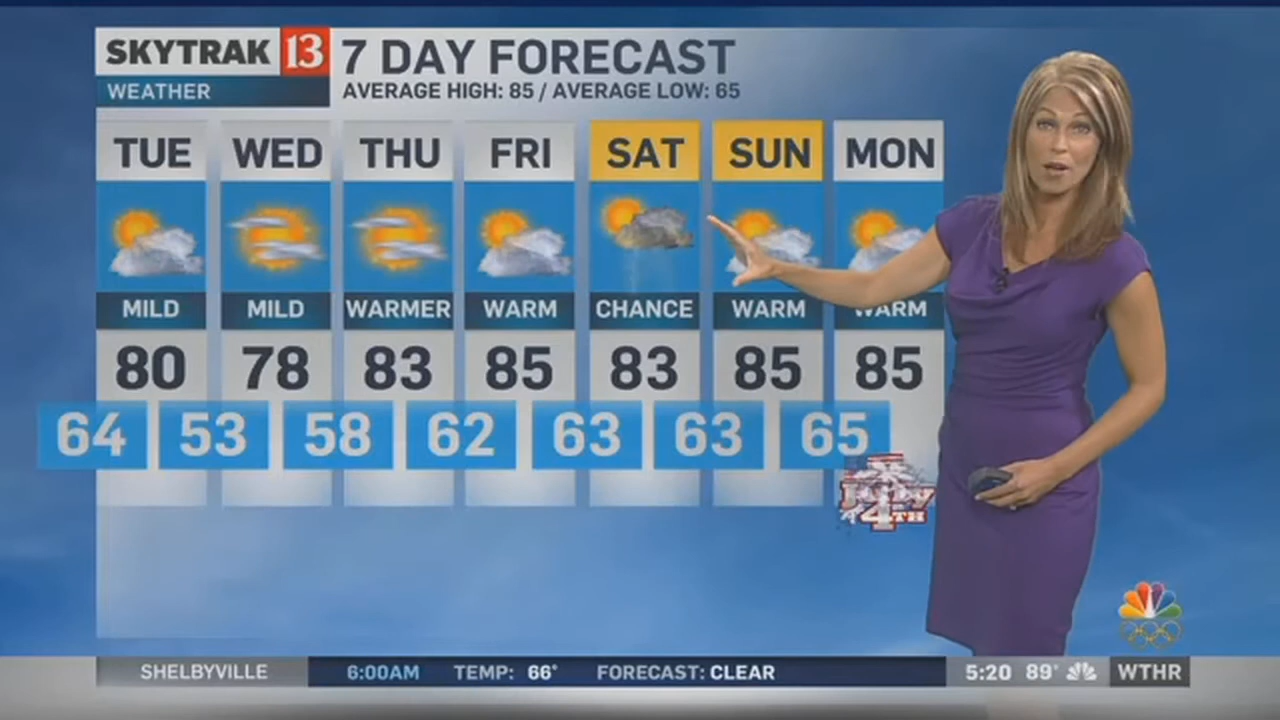 SKYTRAK 13
WEATHER
7 DAY FORECAST
AVERAGE HIGH: 85 / AVERAGE LOW: 65
TUE WED THU FRI SAT SUN MON
MILD MILD WARMER WARM CHANCE WARM WARM
80 78 83 85 83 85 85
64 53 58 62 63 63 65
JULY
4TH
SHELBYVILLE 6:00AM TEMP: 66° FORECAST: CLEAR 5:20 89° WTHR